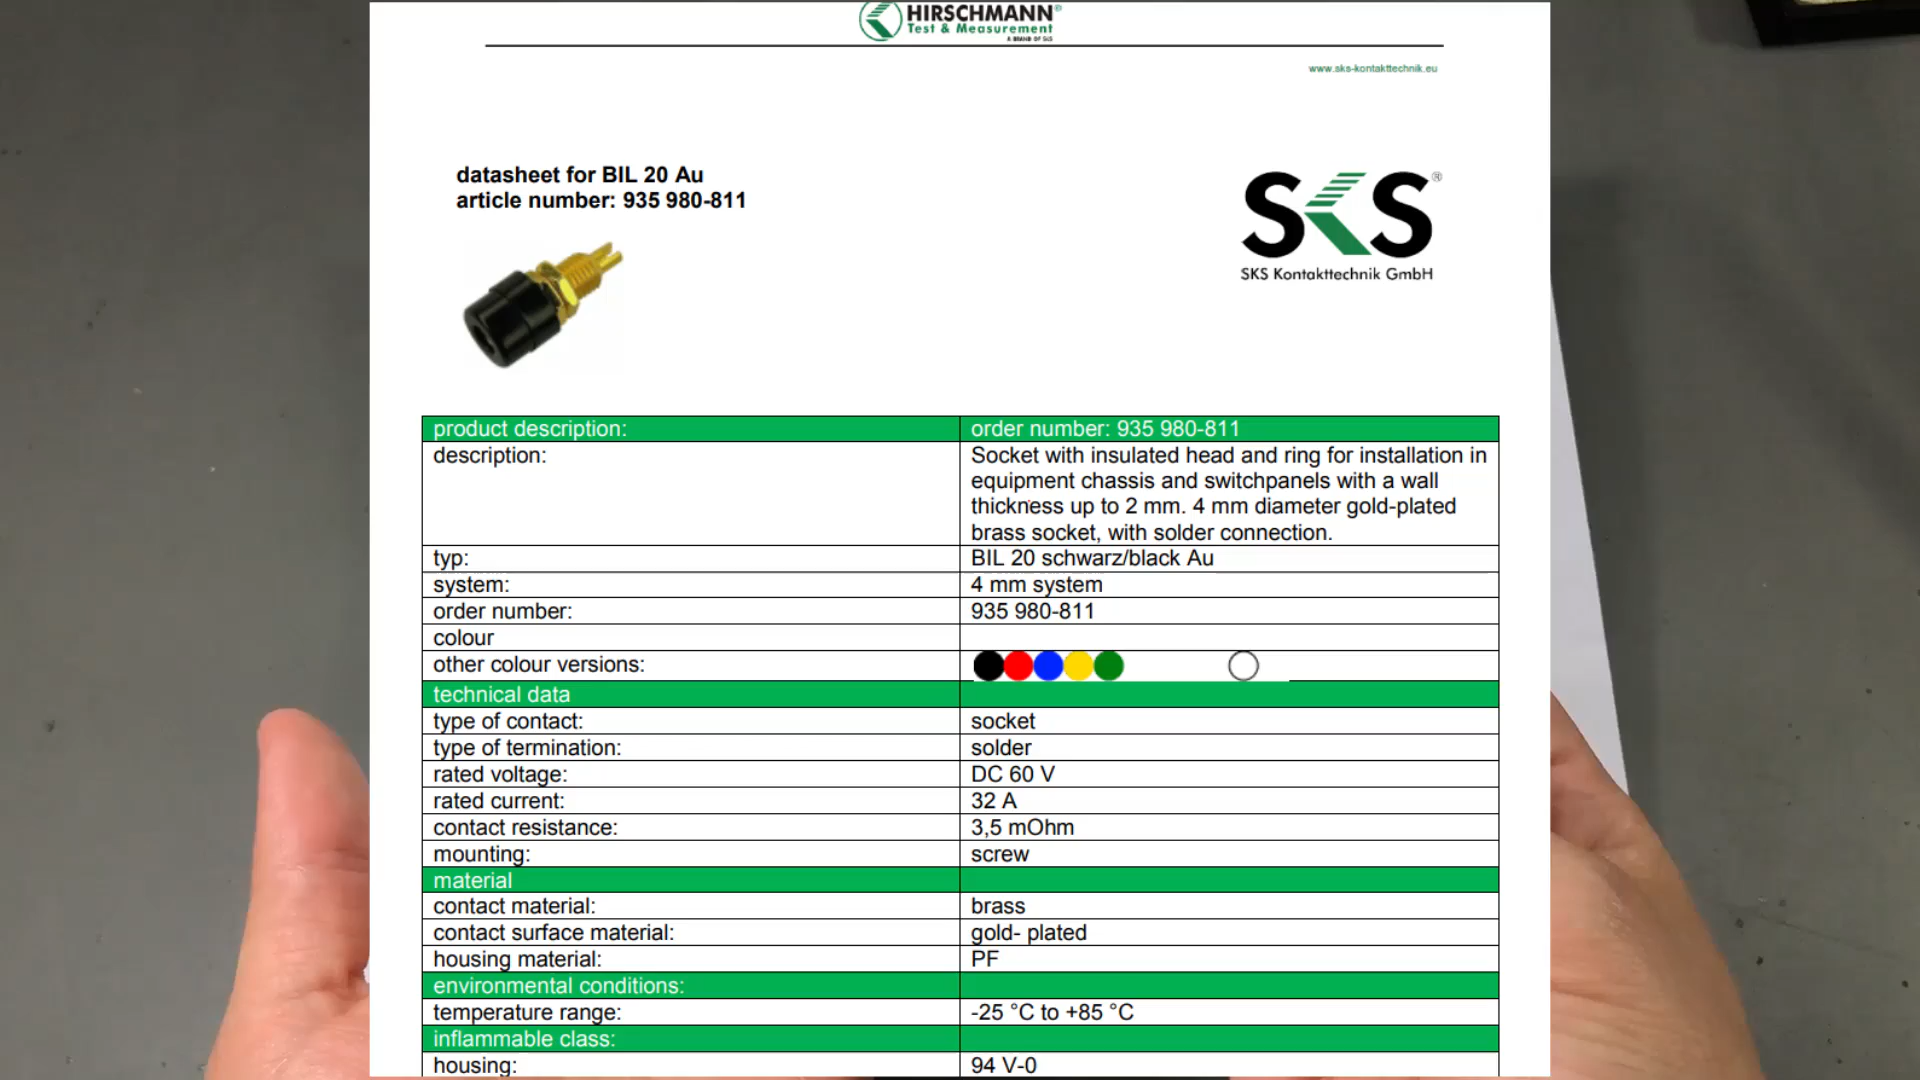 HIRSCHMANN®
Test & Measurement
A BRAND OF SKS
www.sks-kontakttechnik.eu
datasheet for BIL 20 Au
article number: 935 980-811
SKS®
SKS Kontakttechnik GmbH
product description: order number: 935 980-811
description: Socket with insulated head and ring for installation in
equipment chassis and switchpanels with a wall
thickness up to 2 mm. 4 mm diameter gold-plated
brass socket, with solder connection.
typ: BIL 20 schwarz/black Au
system: 4 mm system
order number: 935 980-811
colour
other colour versions:
technical data
type of contact: socket
type of termination: solder
rated voltage: DC 60 V
rated current: 32 A
contact resistance: 3,5 mOhm
mounting: screw
material
contact material: brass
contact surface material: gold- plated
housing material: PF
environmental conditions:
temperature range: -25 °C to +85 °C
inflammable class:
housing: 94 V-0